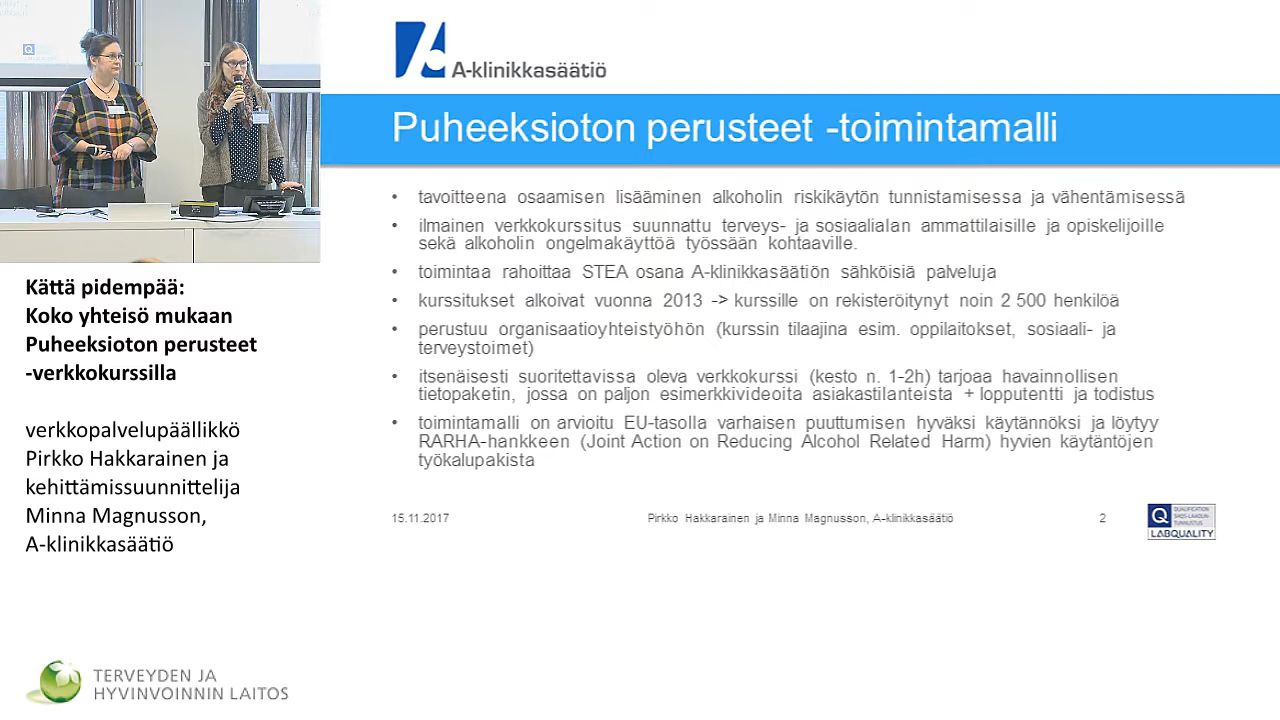 A-klinikkasäätiö
Puheeksioton perusteet -toimintamalli
• tavoitteena osaamisen lisääminen alkoholin riskikäytön tunnistamisessa ja vähentämisessä
• ilmainen verkkokurssitus suunnattu terveys- ja sosiaalialan ammattilaisille ja opiskelijoille
sekä alkoholin ongelmakäyttöä työssään kohtaaville.
• toimintaa rahoittaa STEA osana A-klinikkasäätiön sähköisiä palveluja
• kurssitukset alkoivat vuonna 2013 -> kurssille on rekisteröitynyt noin 2 500 henkilöä
• perustuu organisaatioyhteistyöhön (kurssin tilaajina esim. oppilaitokset, sosiaali- ja
terveystoimet)
• itsenäisesti suoritettavissa oleva verkkokurssi (kesto n. 1-2h) tarjoaa havainnollisen
tietopaketin, jossa on paljon esimerkkivideoita asiakastilanteista + lopputentti ja todistus
• toimintamalli on arvioitu EU-tasolla varhaisen puuttumisen hyväksi käytännöksi ja löytyy
RARHA-hankkeen (Joint Action on Reducing Alcohol Related Harm) hyvien käytäntöjen
työkalupakista
15.11.2017
Pirkko Hakkarainen ja Minna Magnusson, A-klinikkasäätiö
2
Q
QUALIFICATION
SHQS-LAADUN-
TUNNUSTUS
LABQUALITY
Kättä pidempää:
Koko yhteisö mukaan
Puheeksioton perusteet
-verkkokurssilla
verkkopalvelupäällikkö
Pirkko Hakkarainen ja
kehittämissuunnittelija
Minna Magnusson,
A-klinikkasäätiö
TERVEYDEN JA
HYVINVOINNIN LAITOS